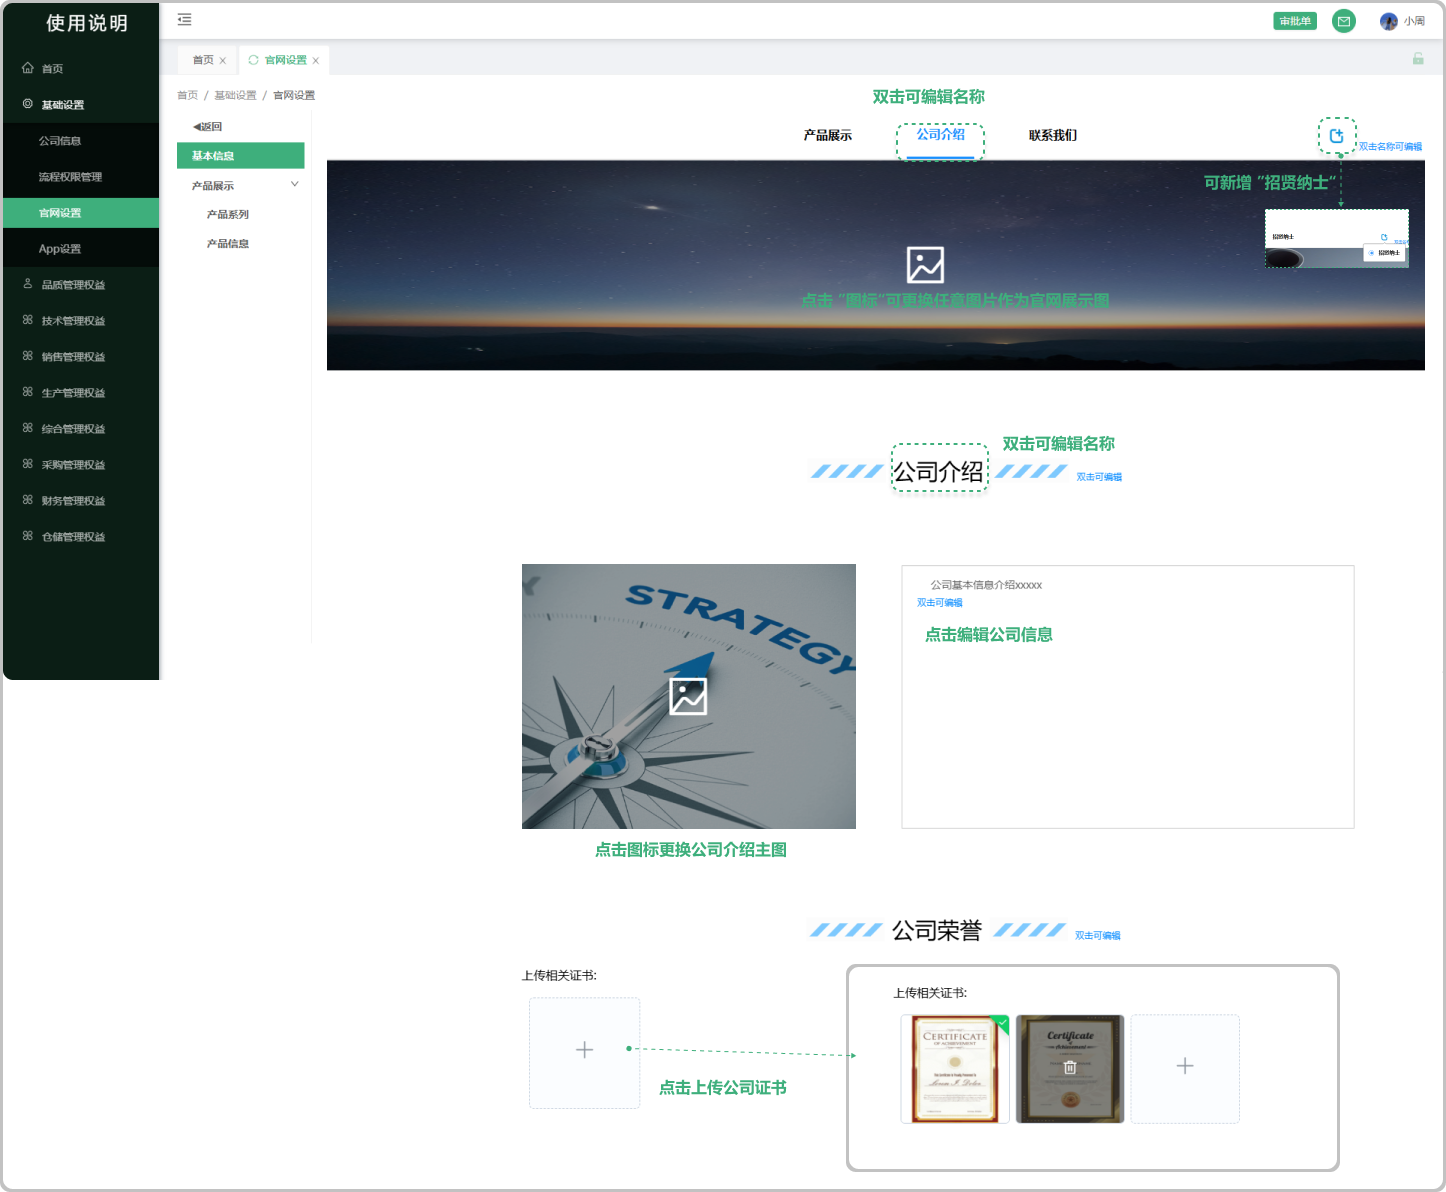 使用说明
首页
基础设置
公司信息
流程权限管理
官网设置
App设置
品质管理权益
技术管理权益
销售管理权益
生产管理权益
综合管理权益
采购管理权益
财务管理权益
仓储管理权益
审批单
小周
首页 ×
官网设置 ×
首页 / 基础设置 / 官网设置
◀返回
基本信息
产品展示
产品系列
产品信息
双击可编辑名称
产品展示
公司介绍
联系我们
双击名称可编辑
可新增 “招贤纳士”
招贤纳士
招贤纳士
点击 “图标”可更换任意图片作为官网展示图
双击可编辑名称
公司介绍
双击可编辑
STRATEGY
公司基本信息介绍xxxxx
双击可编辑
点击编辑公司信息
点击图标更换公司介绍主图
公司荣誉
双击可编辑
上传相关证书:
点击上传公司证书
上传相关证书:
CERTIFICATE
OF ACHIEVEMENT
Certificate
of
Achievement